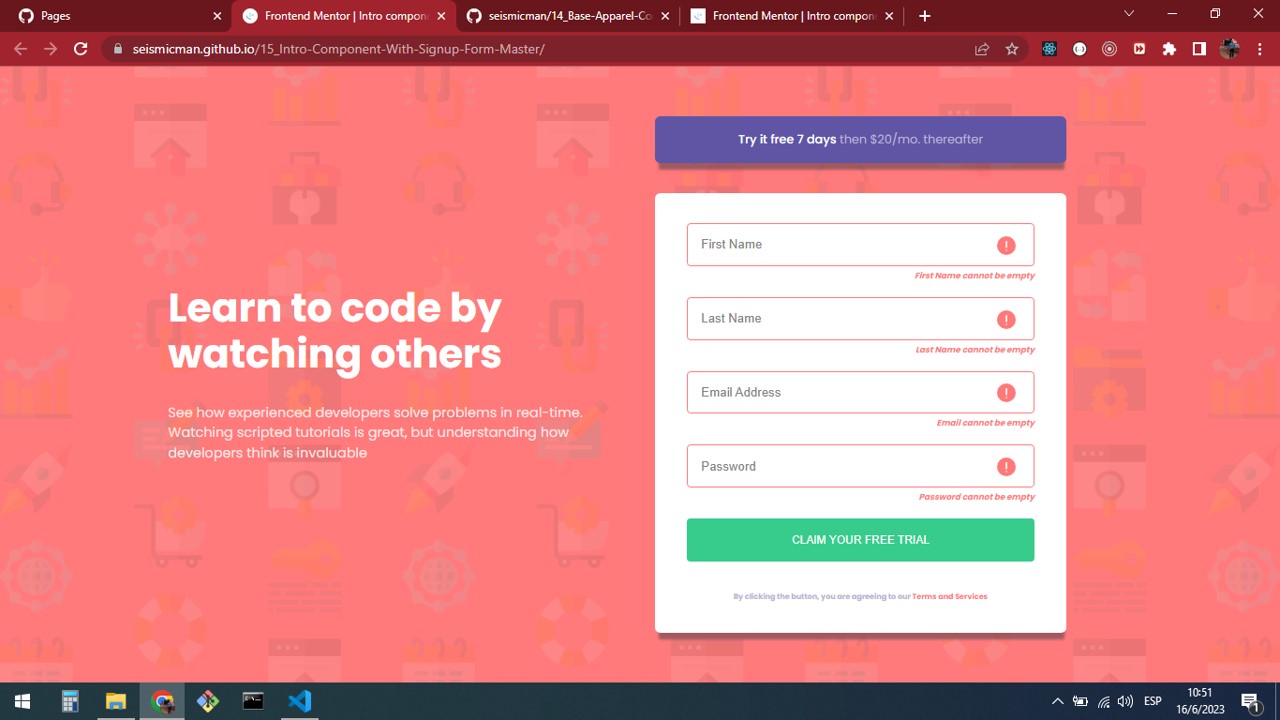 Pages
Frontend Mentor | Intro compon
seismicman/14_Base-Apparel-Co
Frontend Mentor | Intro compone
seismicman.github.io/15_Intro-Component-With-Signup-Form-Master/
Learn to code by
watching others
See how experienced developers solve problems in real-time.
Watching scripted tutorials is great, but understanding how
developers think is invaluable
Try it free 7 days then $20/mo. thereafter
First Name
First Name cannot be empty
Last Name
Last Name cannot be empty
Email Address
Email cannot be empty
Password
Password cannot be empty
CLAIM YOUR FREE TRIAL
By clicking the button, you are agreeing to our Terms and Services
ESP
10:51
16/6/2023
1